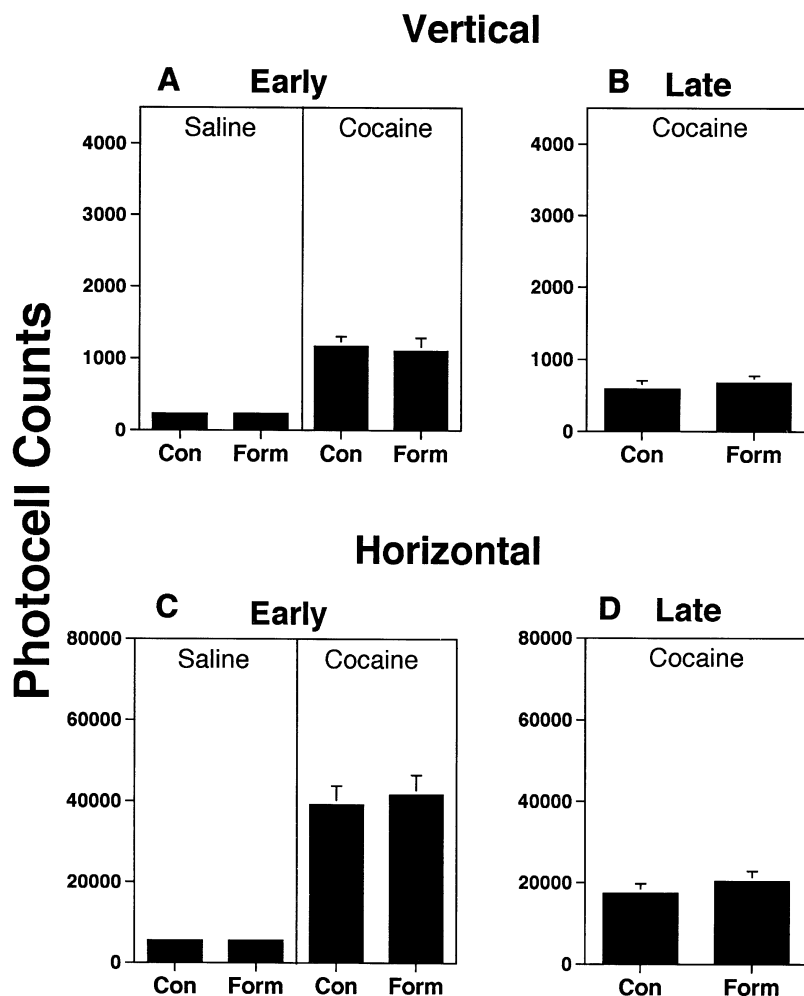 Vertical
A Early
B Late
Saline Cocaine
Cocaine
4000
3000
2000
1000
0
4000
3000
2000
1000
0
Con Form Con Form
Con Form
Photocell Counts
Horizontal
C Early
D Late
Saline Cocaine
Cocaine
80000
60000
40000
20000
0
80000
60000
40000
20000
0
Con Form Con Form
Con Form